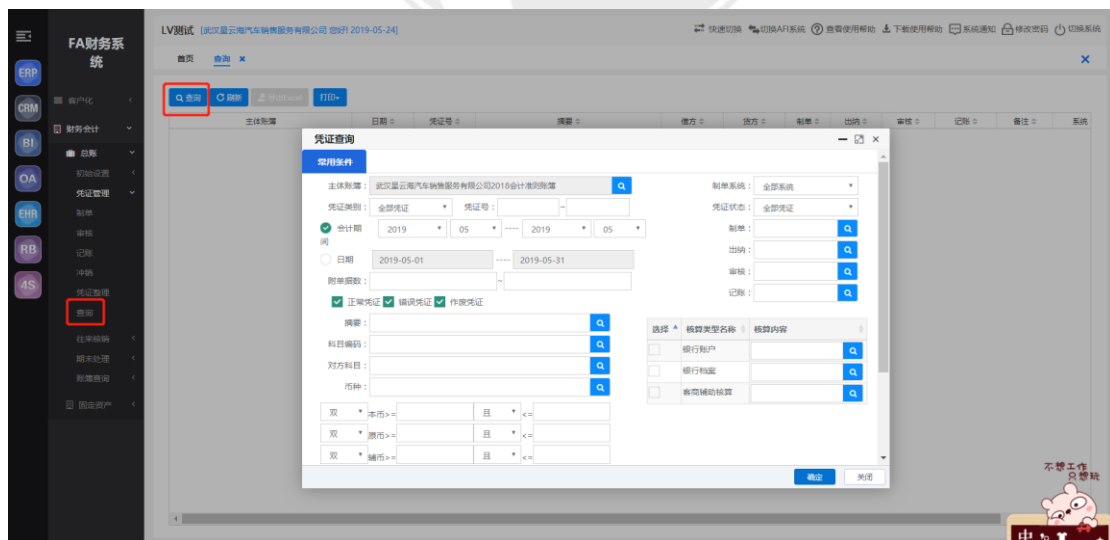 LV测试 [武汉星云海汽车销售服务有限公司 您好! 2019-05-24]
快速切换 切换AFI系统 查看使用帮助 下载使用帮助 系统通知 修改密码 切换系统
FA财务系统
首页 查询 ×
ERP
CRM
BI
OA
EHR
RB
4S
客户化
财务会计
总账
初始设置
凭证管理
制单
审核
记账
冲销
凭证整理
查询
往来核销
期末处理
账簿查询
固定资产
查询 刷新 导出Excel 打印
主体账簿 日期 凭证号 摘要 借方 贷方 制单 出纳 审核 记账 备注 系统
凭证查询
常用条件
主体账簿： 武汉星云海汽车销售服务有限公司2018会计准则账簿
制单系统： 全部系统
凭证类别： 全部凭证 凭证号： ~
凭证状态： 全部凭证
会计期间 2019 05 ---- 2019 05
制单：
日期 2019-05-01 ---- 2019-05-31
出纳：
附单据数： ~
审核：
记账：
正常凭证 错误凭证 作废凭证
摘要：
科目编码：
对方科目：
币种：
选择 核算类型名称 核算内容
银行账户
银行档案
客商辅助核算
双 本币>= 且 <=
双 原币>= 且 <=
双 辅币>= 且 <=
确定 关闭
不想工作
只想玩
中